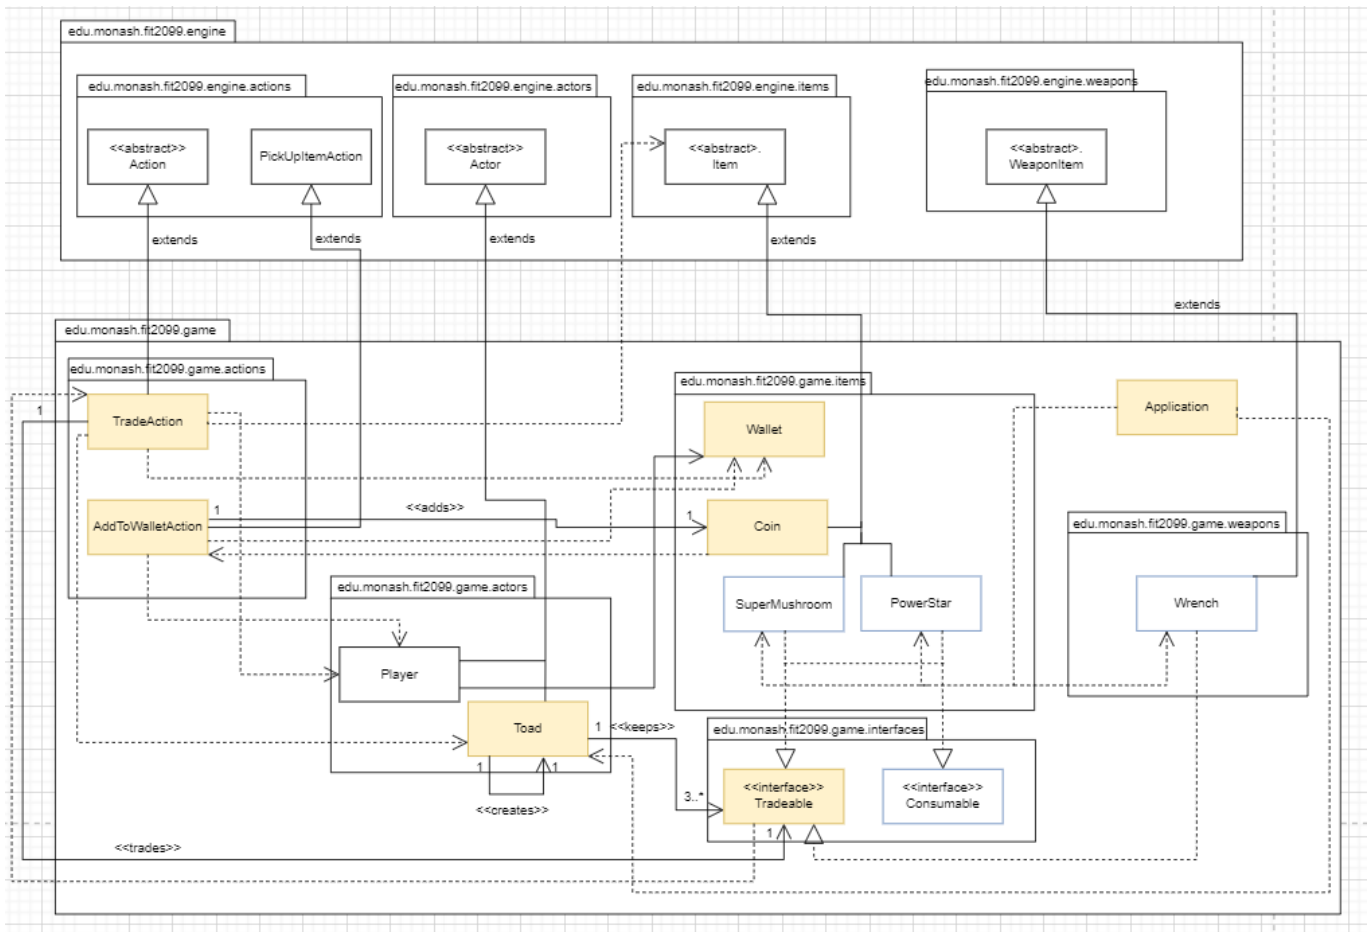 edu.monash.fit2099.engine
edu.monash.fit2099.engine.actions
edu.monash.fit2099.engine.actors
edu.monash.fit2099.engine.items
edu.monash.fit2099.engine.weapons
<<abstract>>
Action
PickUpItemAction
<<abstract>>
Actor
<<abstract>.
Item
<<abstract>.
WeaponItem
extends
extends
extends
extends
extends
edu.monash.fit2099.game
edu.monash.fit2099.game.actions
edu.monash.fit2099.game.items
1
TradeAction
Wallet
Application
AddToWalletAction
1
<<adds>>
1
Coin
edu.monash.fit2099.game.weapons
edu.monash.fit2099.game.actors
SuperMushroom
PowerStar
Wrench
Player
Toad
1
<<keeps>>
3..*
edu.monash.fit2099.game.interfaces
1
1
<<creates>>
<<interface>>
Tradeable
<<interface>>
Consumable
1
<<trades>>